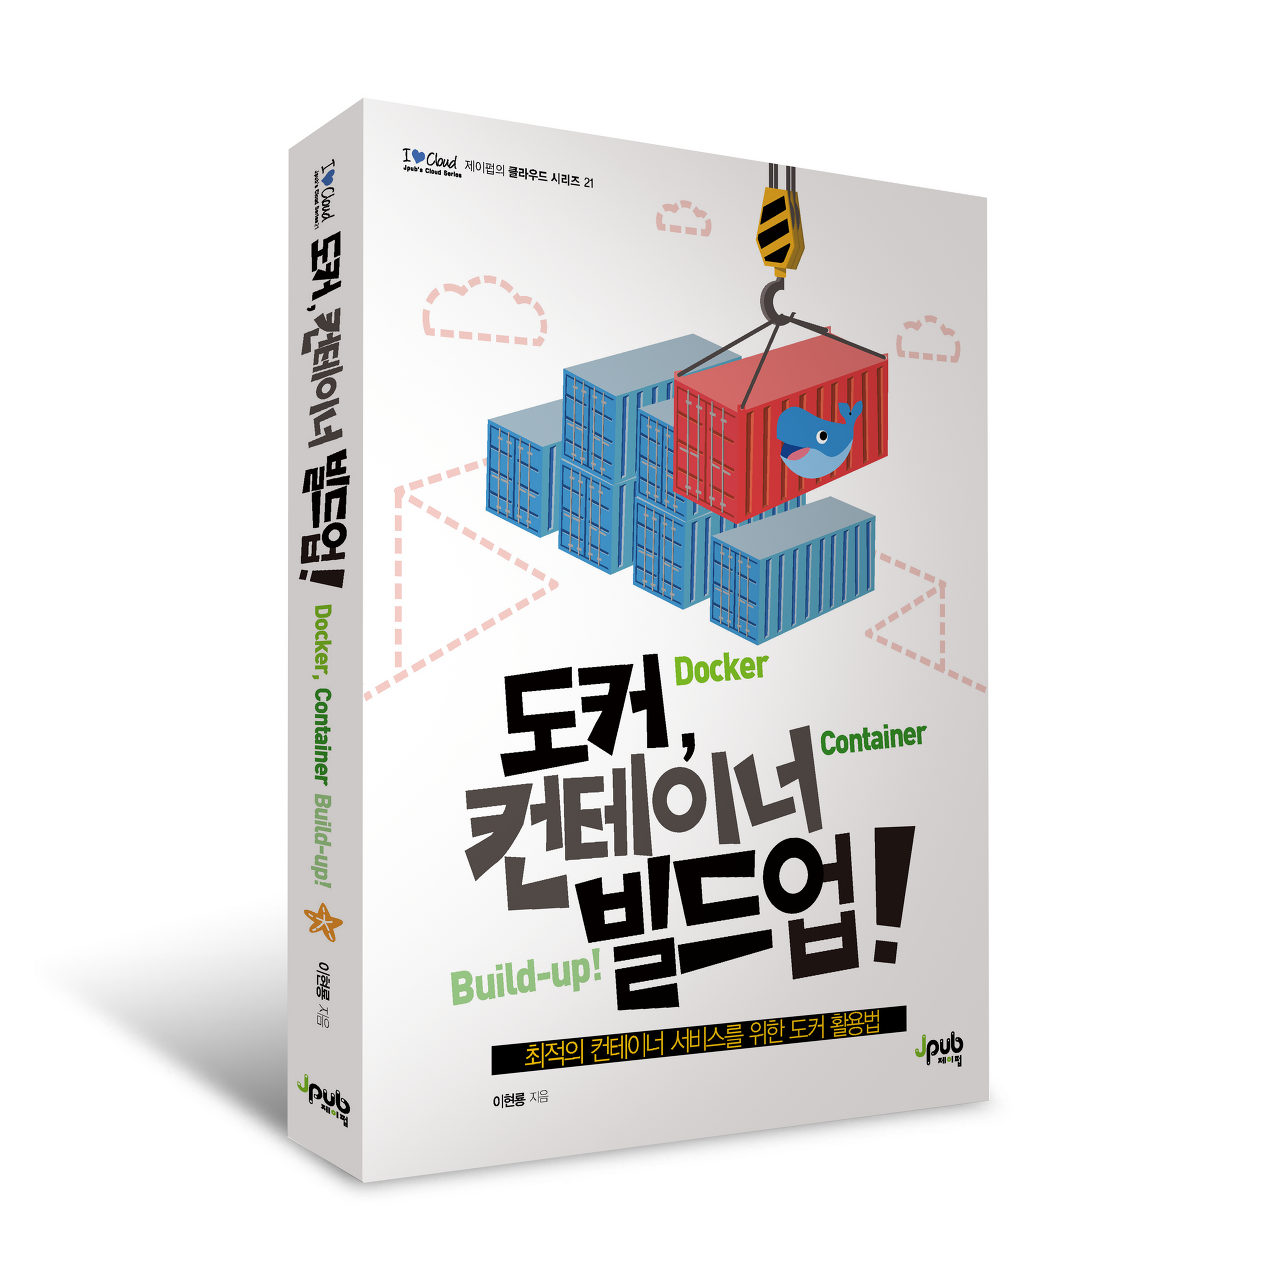 I Cloud
Jpub's Cloud Series
제이펍의 클라우드 시리즈 21
도커,
Docker
컨테이너
Container
빌드업!
Build-up!
최적의 컨테이너 서비스를 위한 도커 활용법
이현룡 지음
Jpub
제이펍
I Cloud
Jpub's Cloud Series 21
도커, 컨테이너 빌드업!
Docker, Container Build-up!
이현룡 지음
Jpub
제이펍